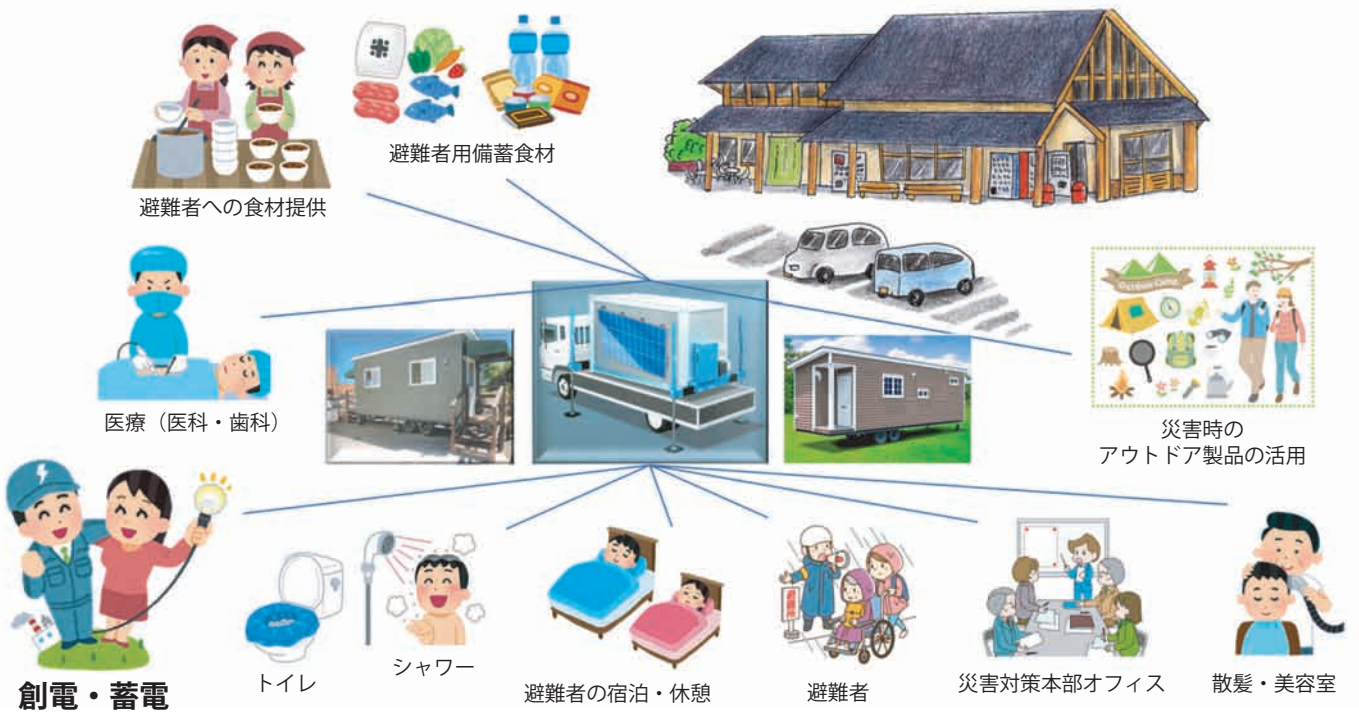 避難者用備蓄食材
避難者への食材提供
Outdoor Camp
医療（医科・歯科）
災害時の
アウトドア製品の活用
創電・蓄電
トイレ
シャワー
避難者の宿泊・休憩
避難者
災害対策本部オフィス
散髪・美容室
米